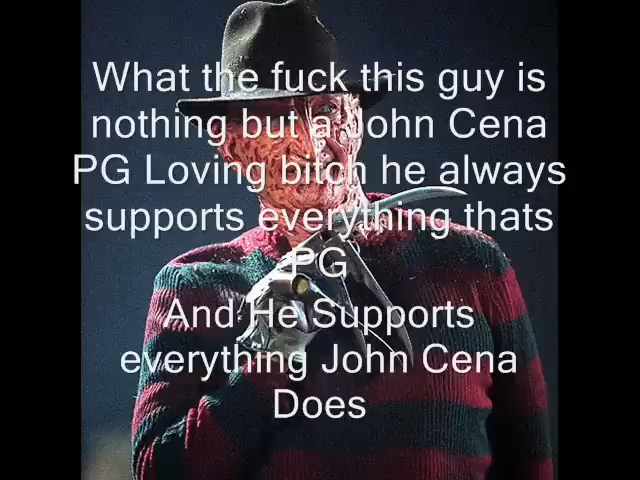 What the fuck this guy is
nothing but a John Cena
PG Loving bitch he always
supports everything thats
PG
And He Supports
everything John Cena
Does